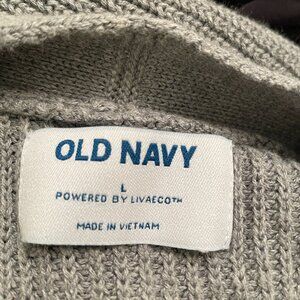 OLD NAVY
L
POWERED BY LIVAECO™
MADE IN VIETNAM